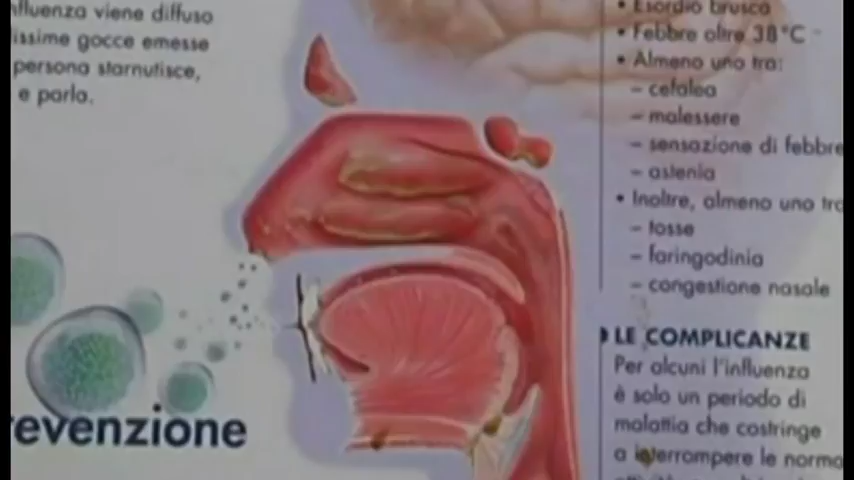 influenza viene diffuso
issime gocce emesse
persona starnutisce,
e parla.
evenzione
• Esordio brusco
• Febbre oltre 38°C
• Almeno uno tra:
– cefalea
– malessere
– sensazione di febbre
– astenia
• Inoltre, almeno uno tra
– tosse
– faringodinia
– congestione nasale
LE COMPLICANZE
Per alcuni l'influenza
è solo un periodo di
malattia che costringe
a interrompere le norma